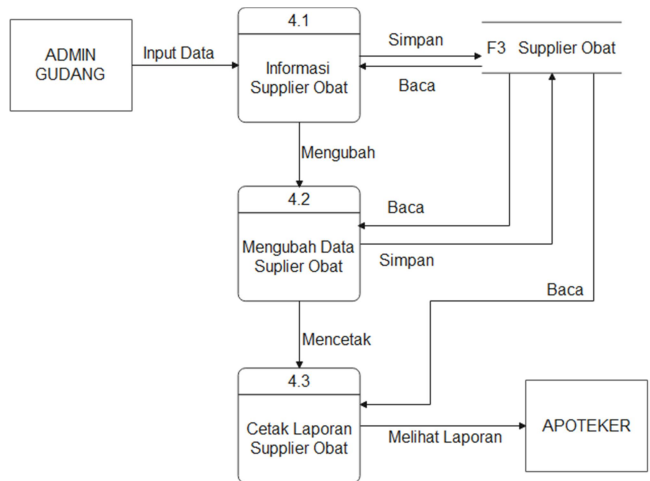 4.1
ADMIN
GUDANG
Input Data
Informasi
Supplier Obat
Simpan
Baca
F3 Supplier Obat
Mengubah
4.2
Mengubah Data
Suplier Obat
Baca
Simpan
Baca
Mencetak
4.3
Cetak Laporan
Supplier Obat
Melihat Laporan
APOTEKER